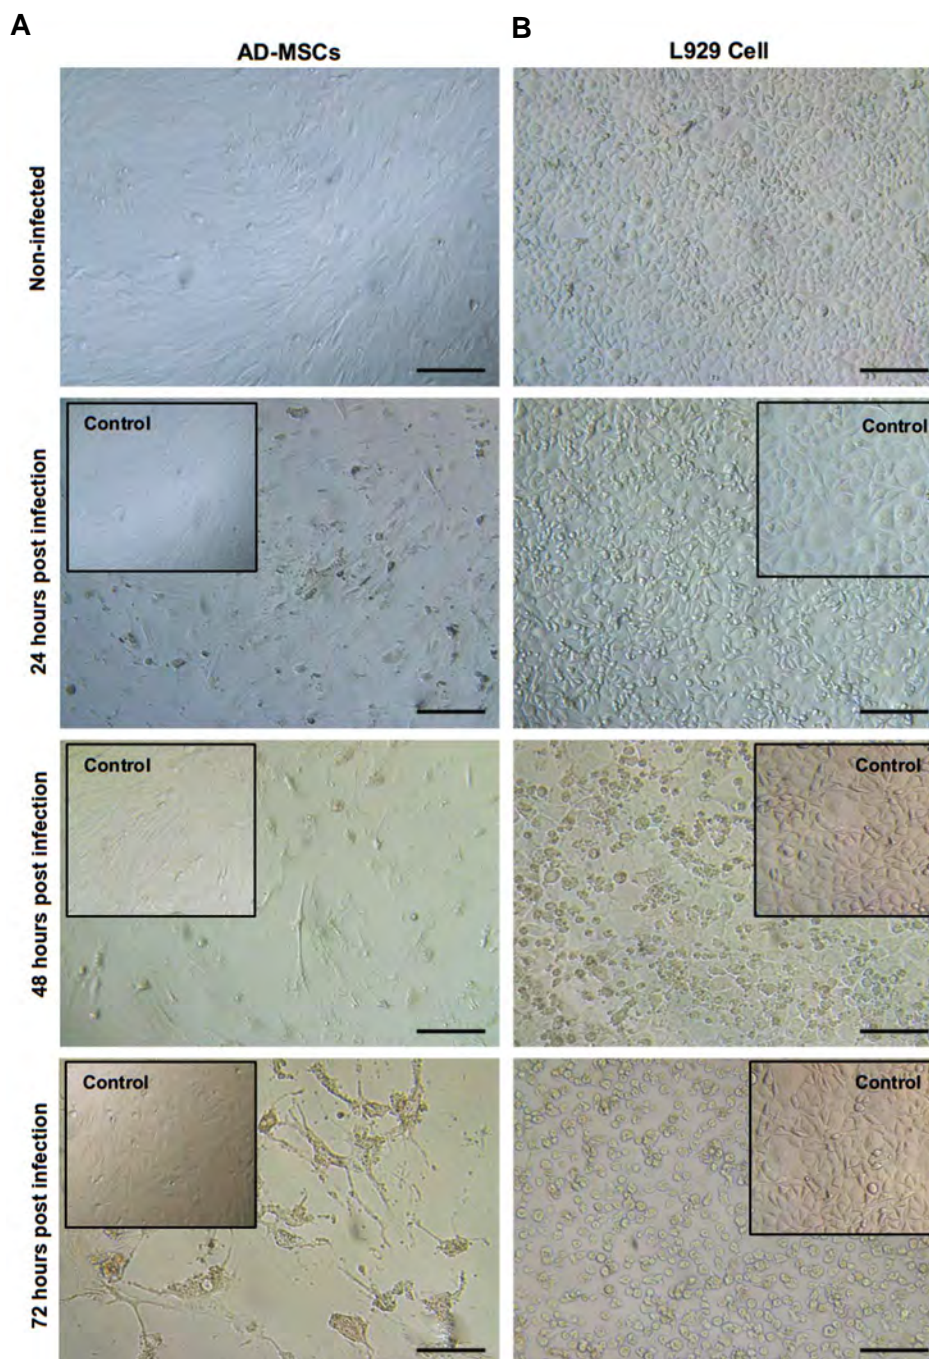 A
B
AD-MSCs
L929 Cell
Non-infected
24 hours post infection
Control
Control
48 hours post infection
Control
Control
72 hours post infection
Control
Control